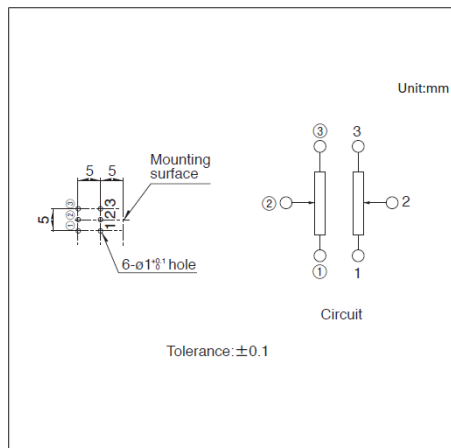 Unit:mm
5 5
Mounting
surface
5
③
②
①
3
2
1
6-ø1+0.1 0 hole
③ 3
② 2
① 1
Circuit
Tolerance:±0.1